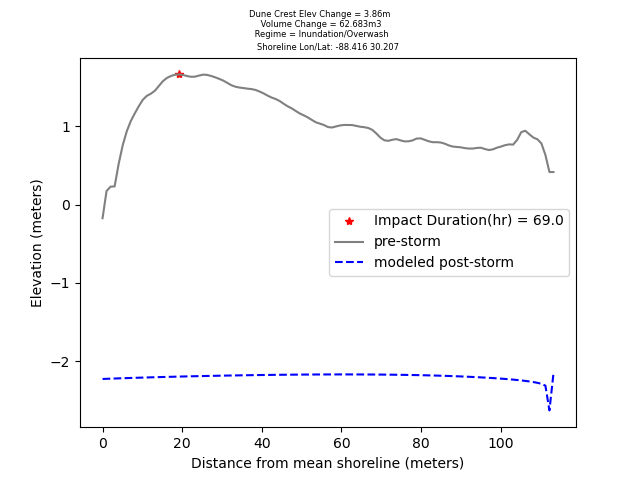 Dune Crest Elev Change = 3.86m
Volume Change = 62.683m3
Regime = Inundation/Overwash
Shoreline Lon/Lat: -88.416 30.207
Elevation (meters)
1
0
−1
−2
Impact Duration(hr) = 69.0
pre-storm
modeled post-storm
0 20 40 60 80 100
Distance from mean shoreline (meters)